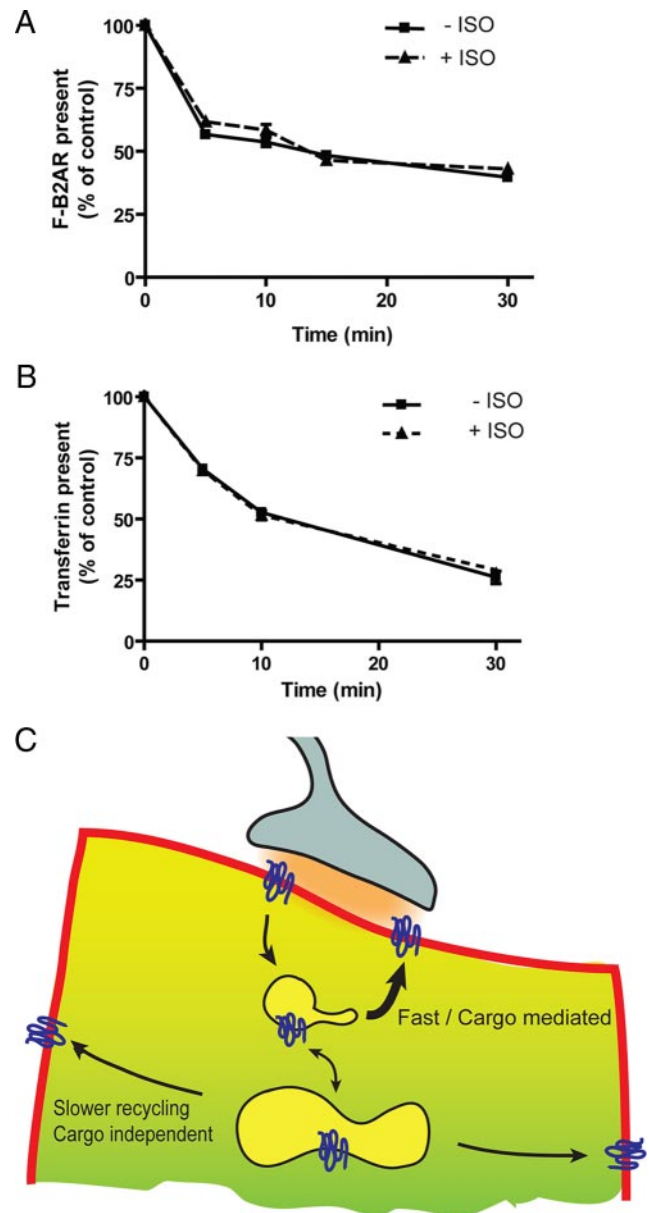 A
F-B2AR present
(% of control)
100
75
50
25
0
0
10
20
30
Time (min)
- ISO
+ ISO
B
Transferrin present
(% of control)
100
75
50
25
0
0
10
20
30
Time (min)
- ISO
+ ISO
C
Fast / Cargo mediated
Slower recycling
Cargo independent